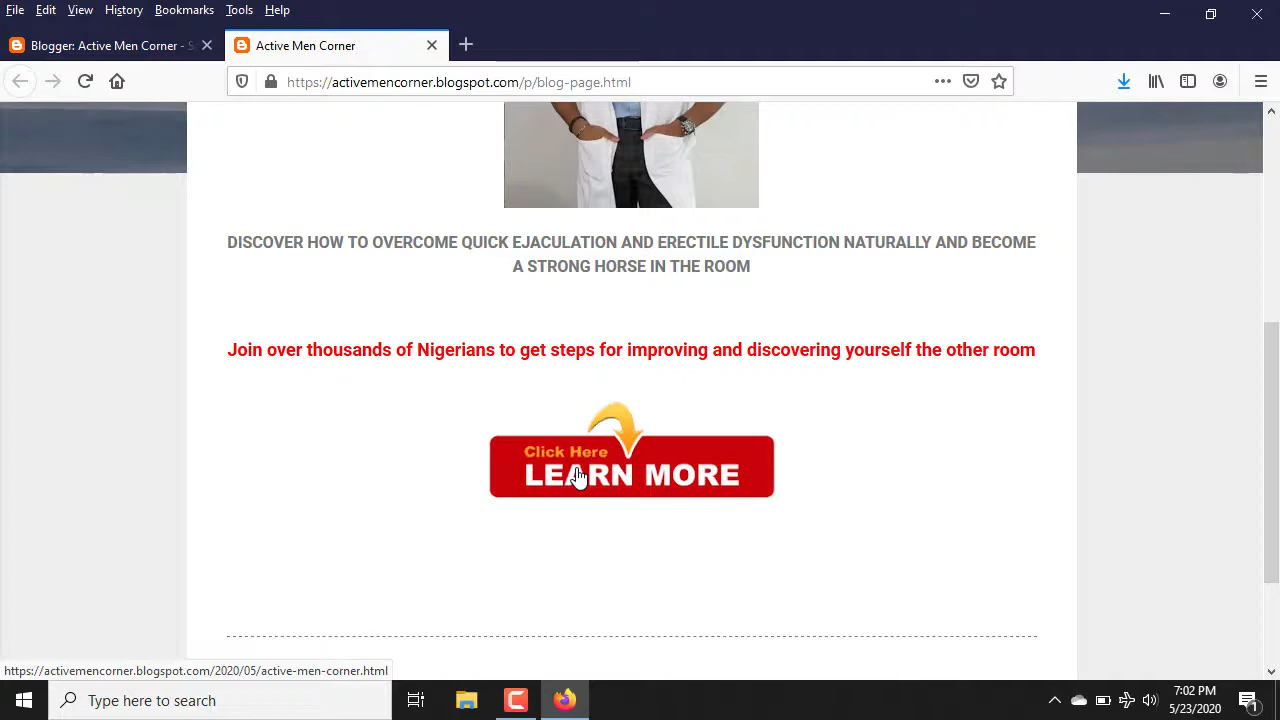 File Edit View History Bookmarks Tools Help
Blogger: Active Men Corner - S
Active Men Corner
https://activemencorner.blogspot.com/p/blog-page.html
DISCOVER HOW TO OVERCOME QUICK EJACULATION AND ERECTILE DYSFUNCTION NATURALLY AND BECOME
A STRONG HORSE IN THE ROOM
Join over thousands of Nigerians to get steps for improving and discovering yourself the other room
Click Here
LEARN MORE
https://activemencorner.blogspot.com/2020/05/active-men-corner.html
Type here to search
7:02 PM
5/23/2020
1